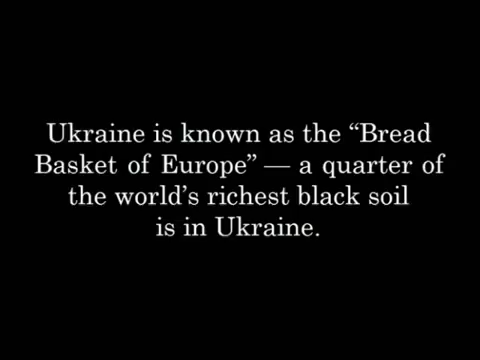 Ukraine is known as the “Bread
Basket of Europe” — a quarter of
the world’s richest black soil
is in Ukraine.